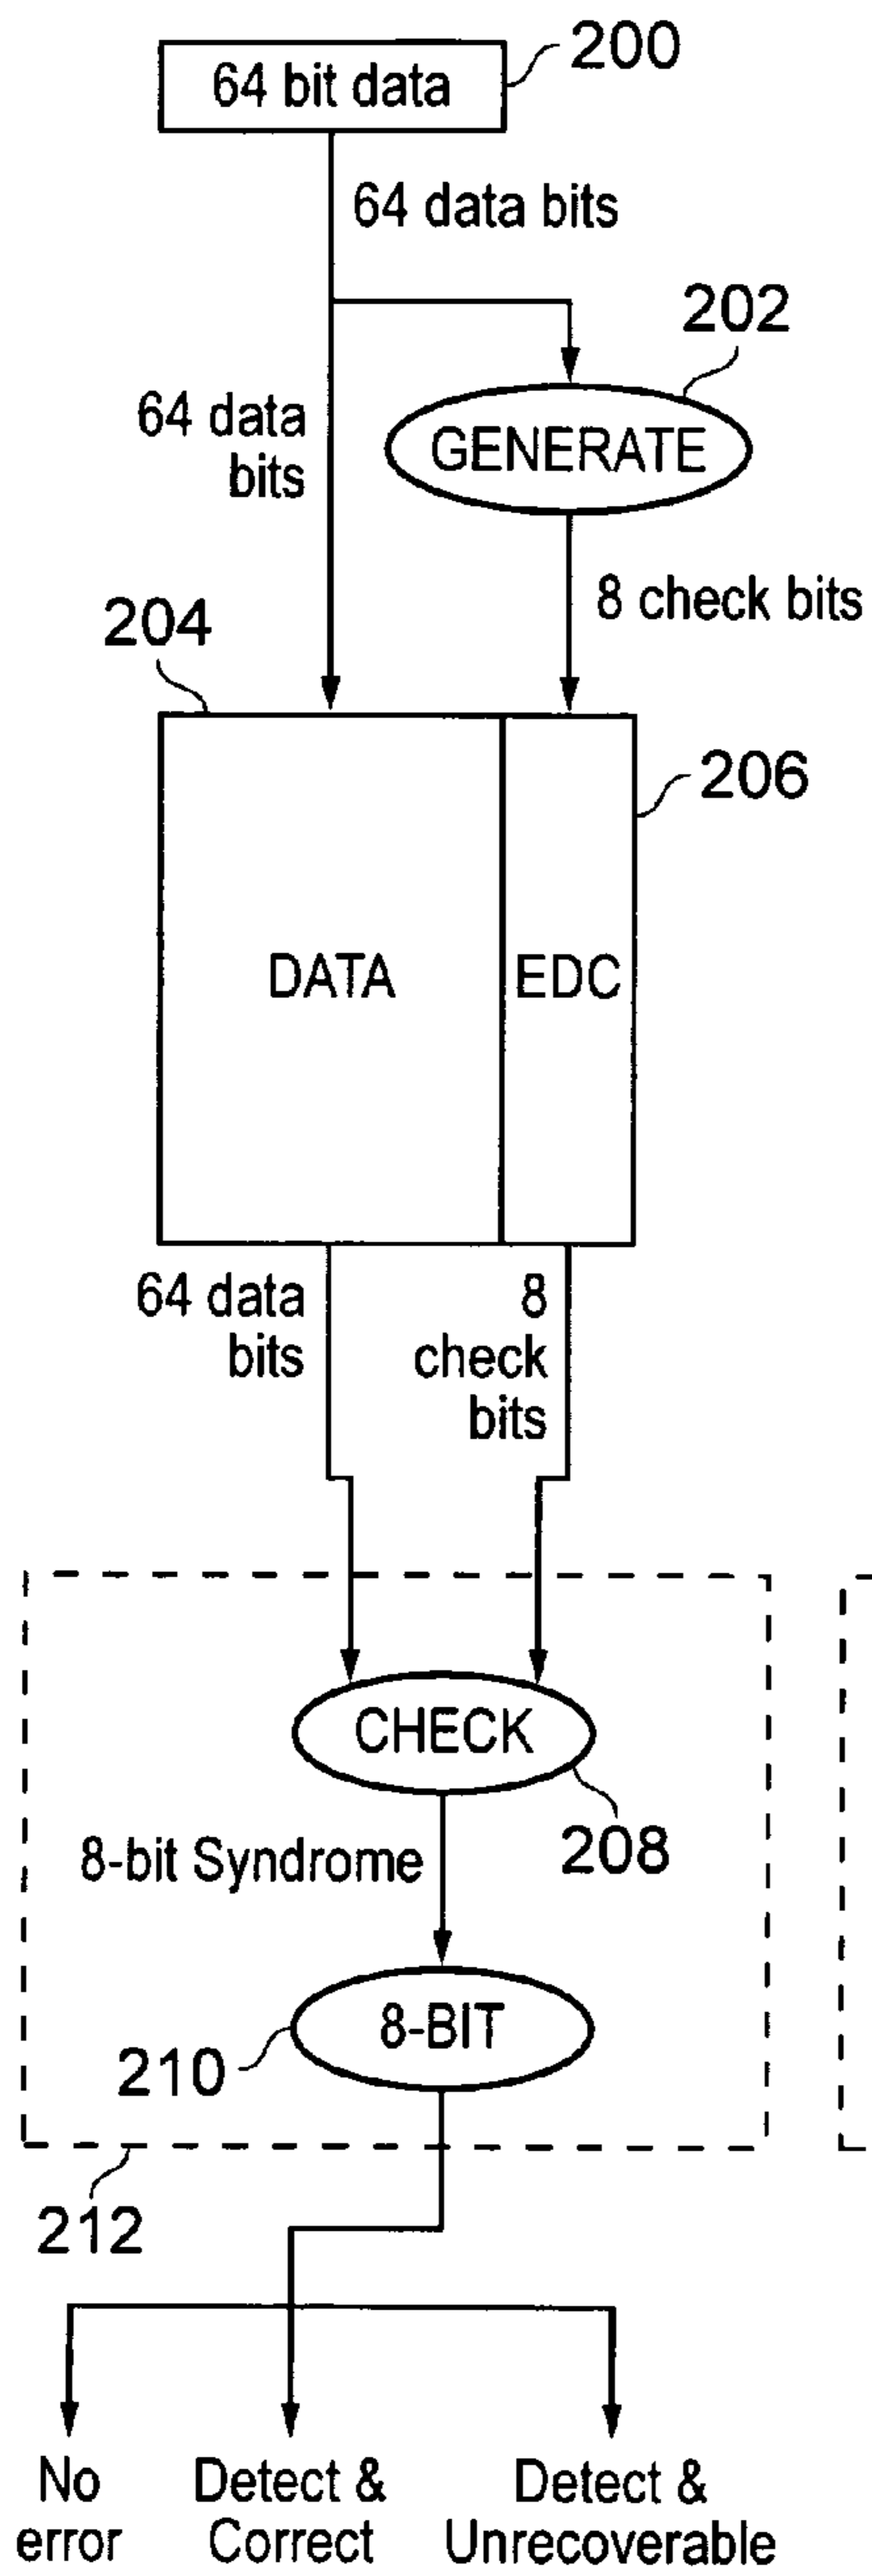 200
64 bit data
64 data bits
202
64 data
bits
GENERATE
8 check bits
204
206
DATA
EDC
64 data
bits
8
check
bits
CHECK
208
8-bit Syndrome
8-BIT
210
212
No
error
Detect &
Correct
Detect &
Unrecoverable